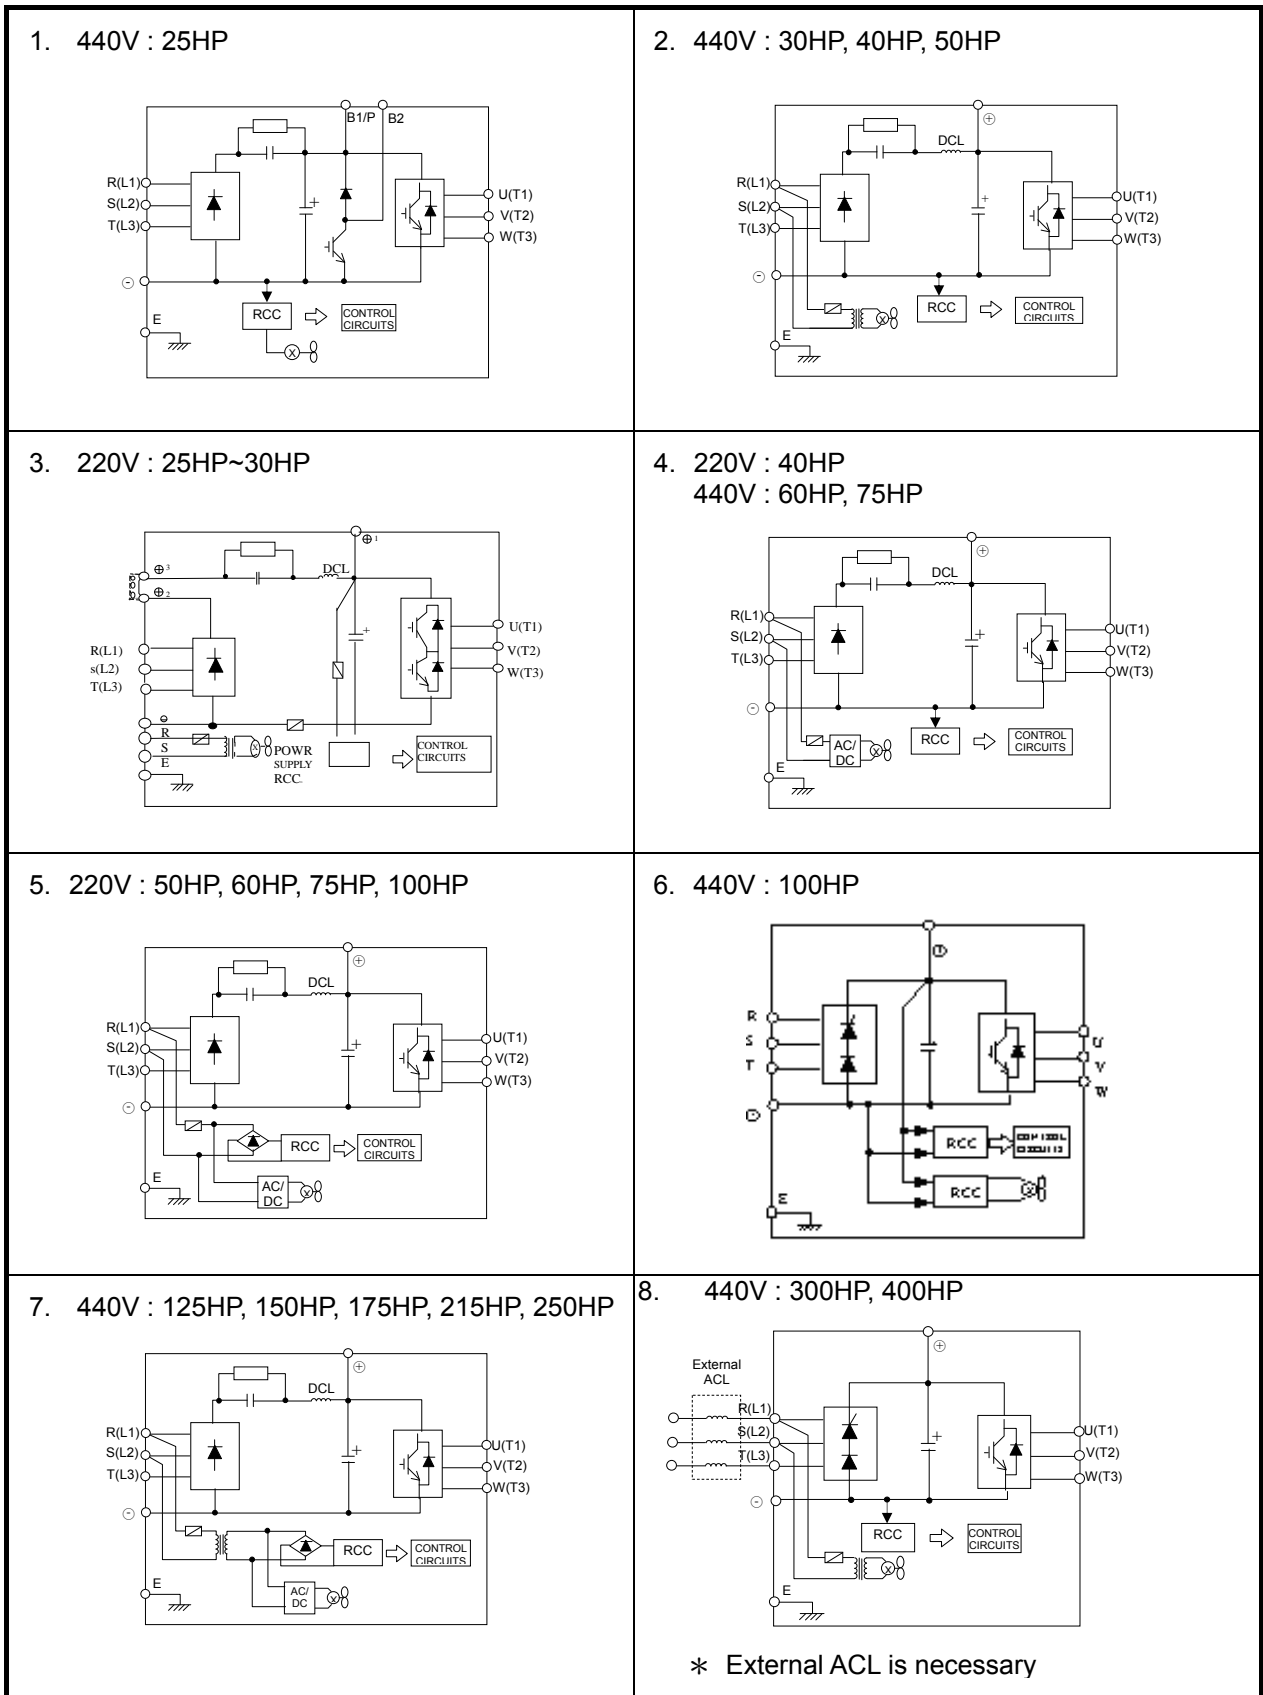 1. 440V : 25HP
B1/P B2
R(L1)
S(L2)
T(L3)
U(T1)
V(T2)
W(T3)
+
-
E
RCC
CONTROL
CIRCUITS
X
2. 440V : 30HP, 40HP, 50HP
+
DCL
R(L1)
S(L2)
T(L3)
+
U(T1)
V(T2)
W(T3)
-
RCC
CONTROL
CIRCUITS
X
E
3. 220V : 25HP~30HP
⊕ 1
⊕ 3
DCL
⊕ 2
+
R(L1)
s(L2)
T(L3)
U(T1)
V(T2)
W(T3)
R
S
E
X
POWR
SUPPLY
RCC
CONTROL
CIRCUITS
4. 220V : 40HP
440V : 60HP, 75HP
+
DCL
R(L1)
S(L2)
T(L3)
+
U(T1)
V(T2)
W(T3)
-
AC/
DC
X
RCC
CONTROL
CIRCUITS
E
5. 220V : 50HP, 60HP, 75HP, 100HP
+
DCL
R(L1)
S(L2)
T(L3)
+
U(T1)
V(T2)
W(T3)
-
RCC
CONTROL
CIRCUITS
E
AC/
DC
X
6. 440V : 100HP
R
S
T
U
V
W
RCC
CONTROL
CIRCUITS
RCC
X
E
7. 440V : 125HP, 150HP, 175HP, 215HP, 250HP
+
DCL
R(L1)
S(L2)
T(L3)
+
U(T1)
V(T2)
W(T3)
-
RCC
CONTROL
CIRCUITS
E
AC/
DC
X
8. 440V : 300HP, 400HP
+
External
ACL
R(L1)
S(L2)
T(L3)
+
U(T1)
V(T2)
W(T3)
-
RCC
CONTROL
CIRCUITS
X
E
* External ACL is necessary